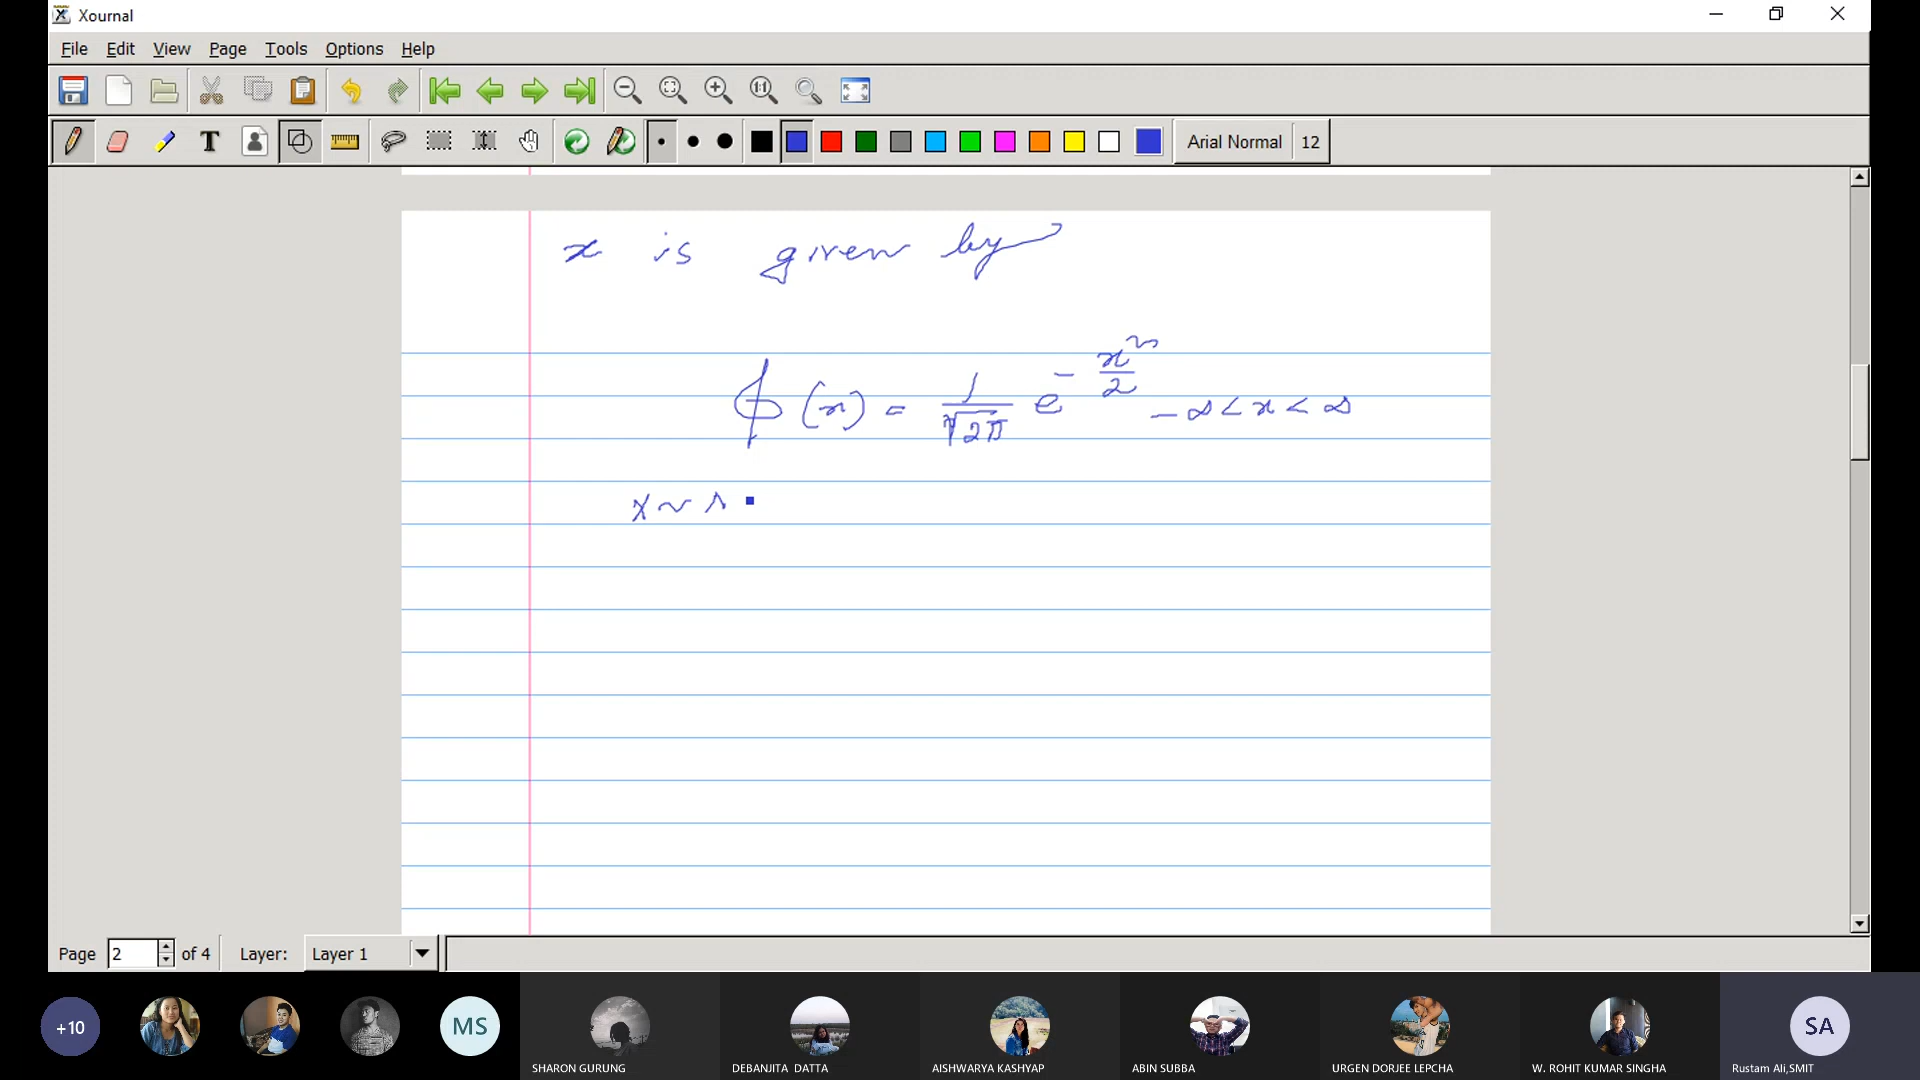 Xournal
File Edit View Page Tools Options Help
Arial Normal 12
x is given by
ϕ(x) = 1/√2π e^-x²/2 -∞<x<∞
X ~ N
Page 2 of 4 Layer: Layer 1
+10 MS SA
SHARON GURUNG DEBANJITA DATTA AISHWARYA KASHYAP ABIN SUBBA URGEN DORJEE LEPCHA W. ROHIT KUMAR SINGHA Rustam Ali,SMIT